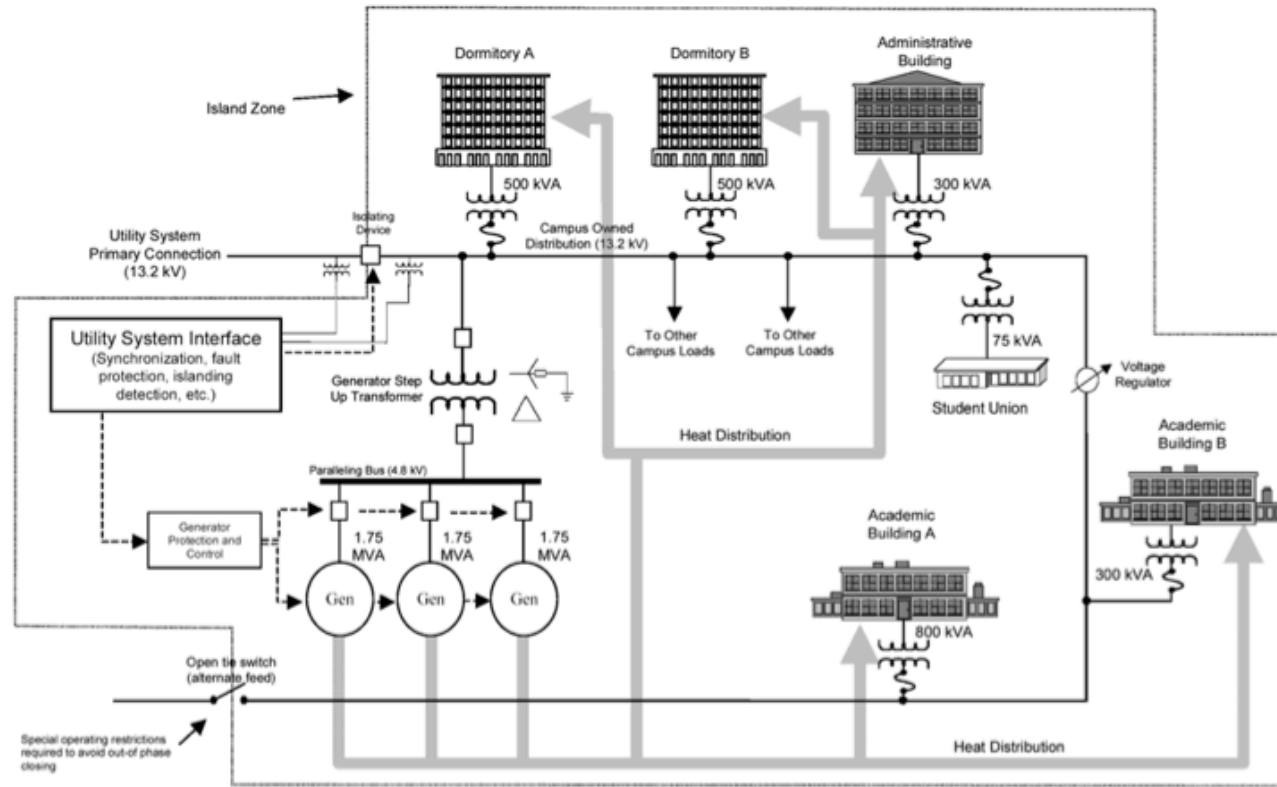 Dormitory A
Dormitory B
Administrative
Building
Island Zone
500 kVA
500 kVA
300 kVA
Isolating
Device
Utility System
Primary Connection
(13.2 kV)
Campus Owned
Distribution (13.2 kV)
Utility System Interface
(Synchronization, fault
protection, islanding
detection, etc.)
To Other
Campus Loads
To Other
Campus Loads
75 kVA
Student Union
Voltage
Regulator
Generator Step
Up Transformer
Heat Distribution
Academic
Building B
Paralleling Bus (4.8 kV)
Generator
Protection and
Control
1.75
MVA
1.75
MVA
1.75
MVA
Gen
Gen
Gen
Academic
Building A
300 kVA
800 kVA
Open tie switch
(alternate feed)
Special operating restrictions
required to avoid out-of phase
closing
Heat Distribution